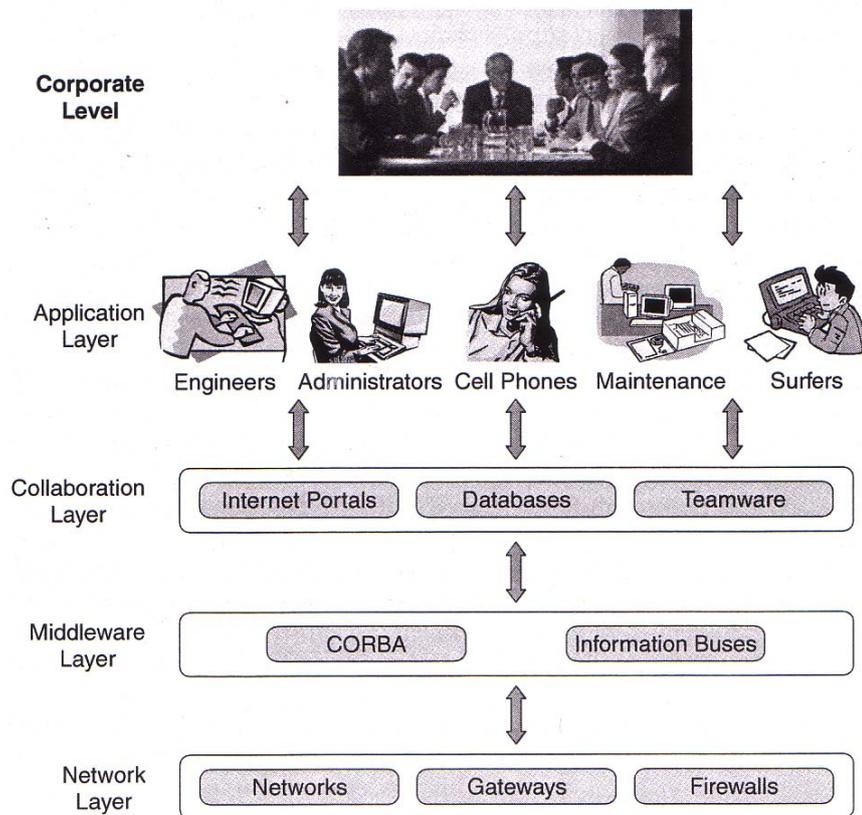 Corporate
Level
Application
Layer
Engineers
Administrators
Cell Phones
Maintenance
Surfers
Collaboration
Layer
Internet Portals
Databases
Teamware
Middleware
Layer
CORBA
Information Buses
Network
Layer
Networks
Gateways
Firewalls